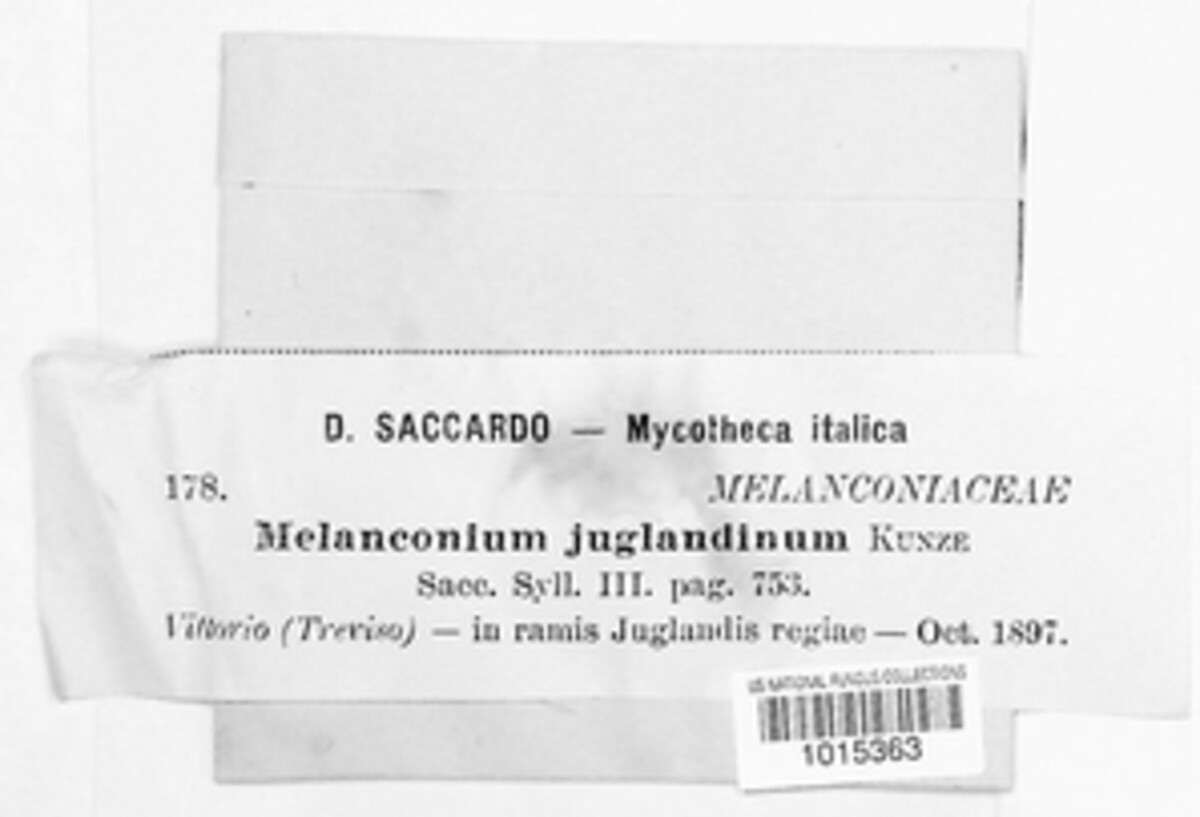 D. SACCARDO — Mycotheca italica
178. MELANCONIACEAE
Melanconium juglandinum KUNZE
Sacc. Syll. III. pag. 753.
Vittorio (Treviso) — in ramis Juglandis regiae — Oct. 1897.
US NATIONAL FUNGUS COLLECTIONS
1015363